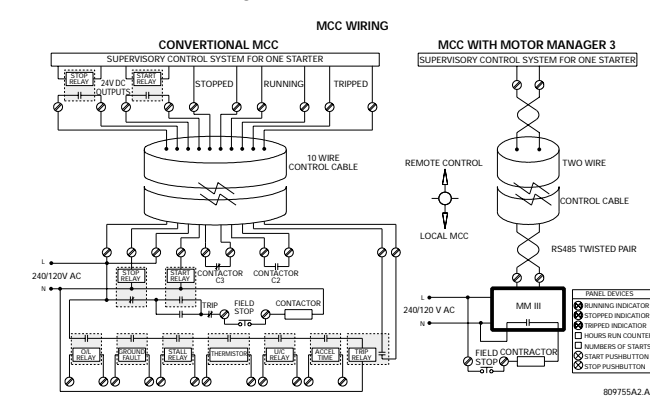 MCC WIRING
CONVERTIONAL MCC
SUPERVISORY CONTROL SYSTEM FOR ONE STARTER
STOP
RELAY
24V DC
OUTPUTS
START
RELAY
STOPPED
RUNNING
TRIPPED
10 WIRE
CONTROL CABLE
L
240/120V AC
N
STOP
RELAY
START
RELAY
CONTACTOR
C3
CONTACTOR
C2
TRIP
FIELD
STOP
CONTACTOR
O/L
RELAY
GROUND
FAULT
STALL
RELAY
THERMISTOR
U/C
RELAY
ACCEL
TIME
TRIP
RELAY
REMOTE CONTROL
LOCAL MCC
MCC WITH MOTOR MANAGER 3
SUPERVISORY CONTROL SYSTEM FOR ONE STARTER
TWO WIRE
CONTROL CABLE
RS485 TWISTED PAIR
L
240/120 V AC
N
MM III
FIELD
STOP
CONTRACTOR
PANEL DEVICES
RUNNING INDICATOR
STOPPED INDICATIOR
TRIPPED INDICATIOR
HOURS RUN COUNTER
NUMBERS OF STARTS
START PUSHBUTTON
STOP PUSHBUTTON
809755A2.A